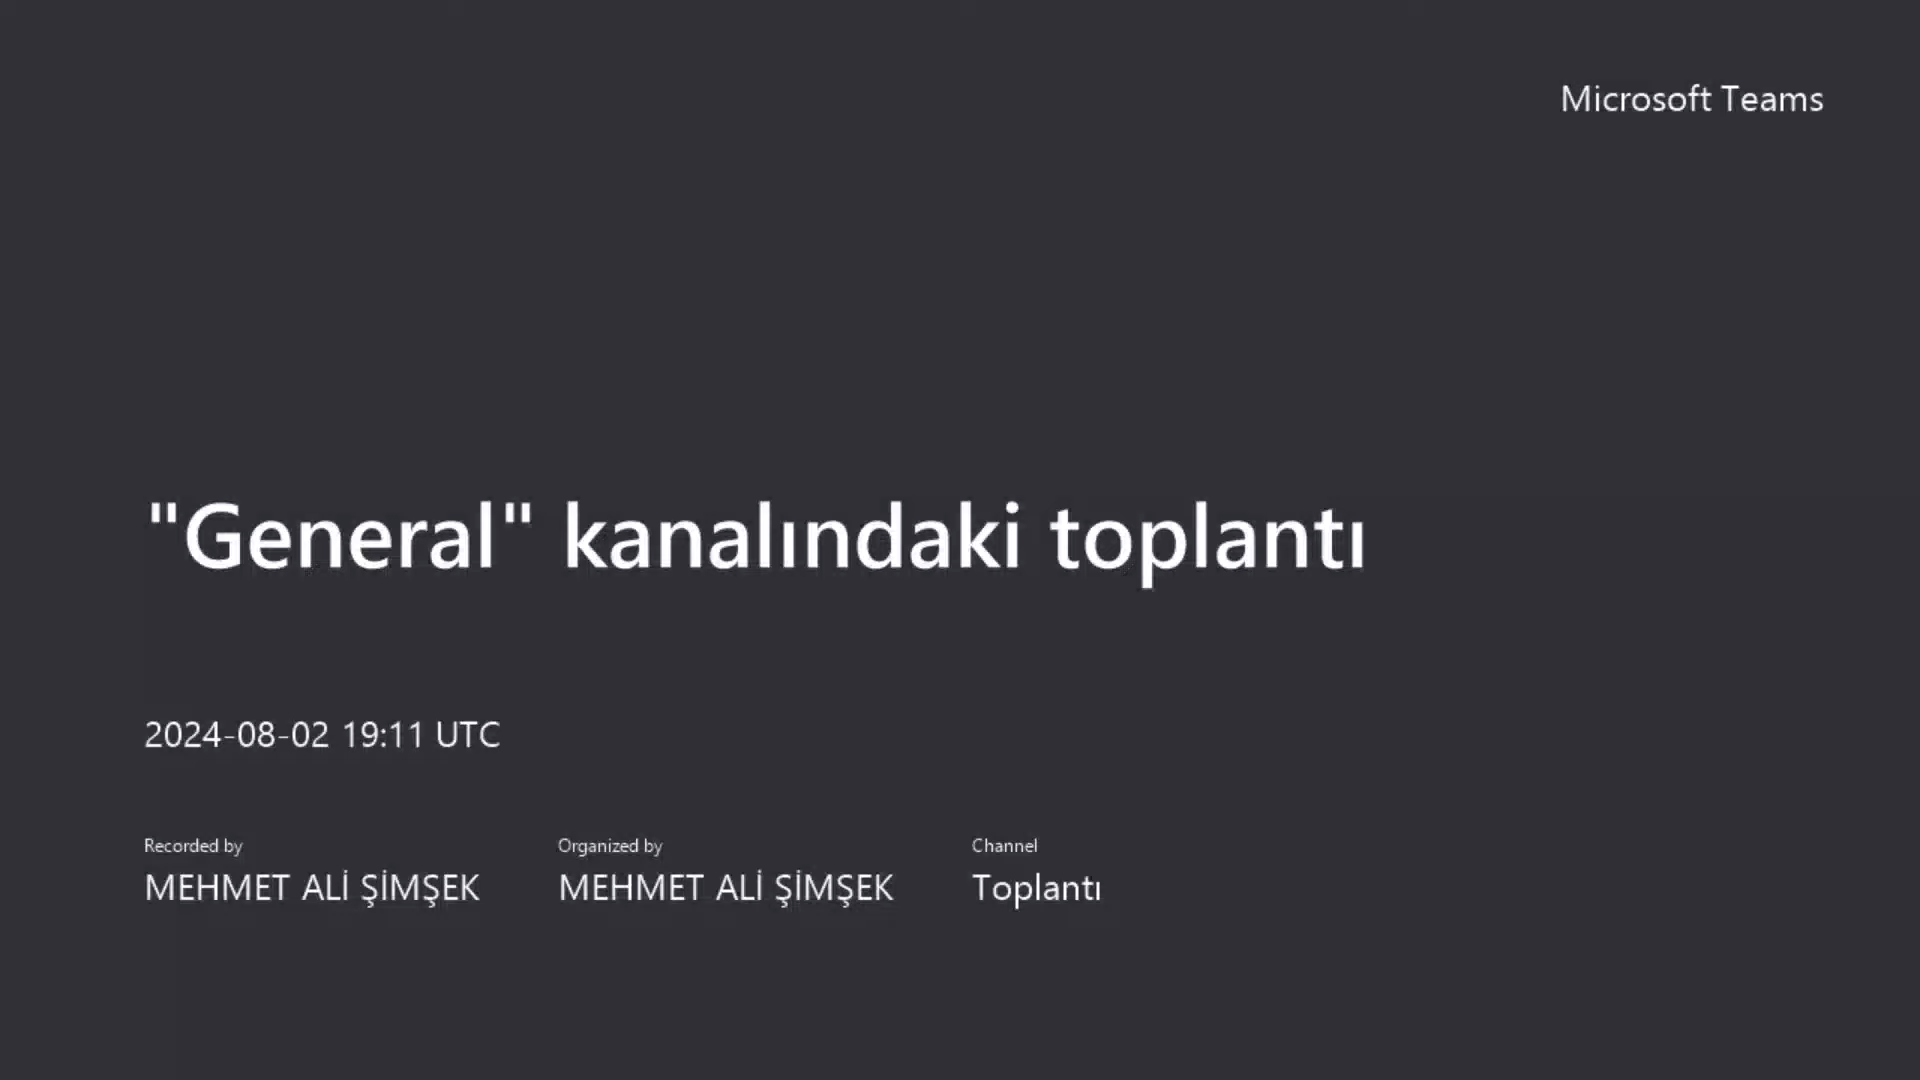 Microsoft Teams
"General" kanalındaki toplantı
2024-08-02 19:11 UTC
Recorded by
MEHMET ALİ ŞİMŞEK
Organized by
MEHMET ALİ ŞİMŞEK
Channel
Toplantı